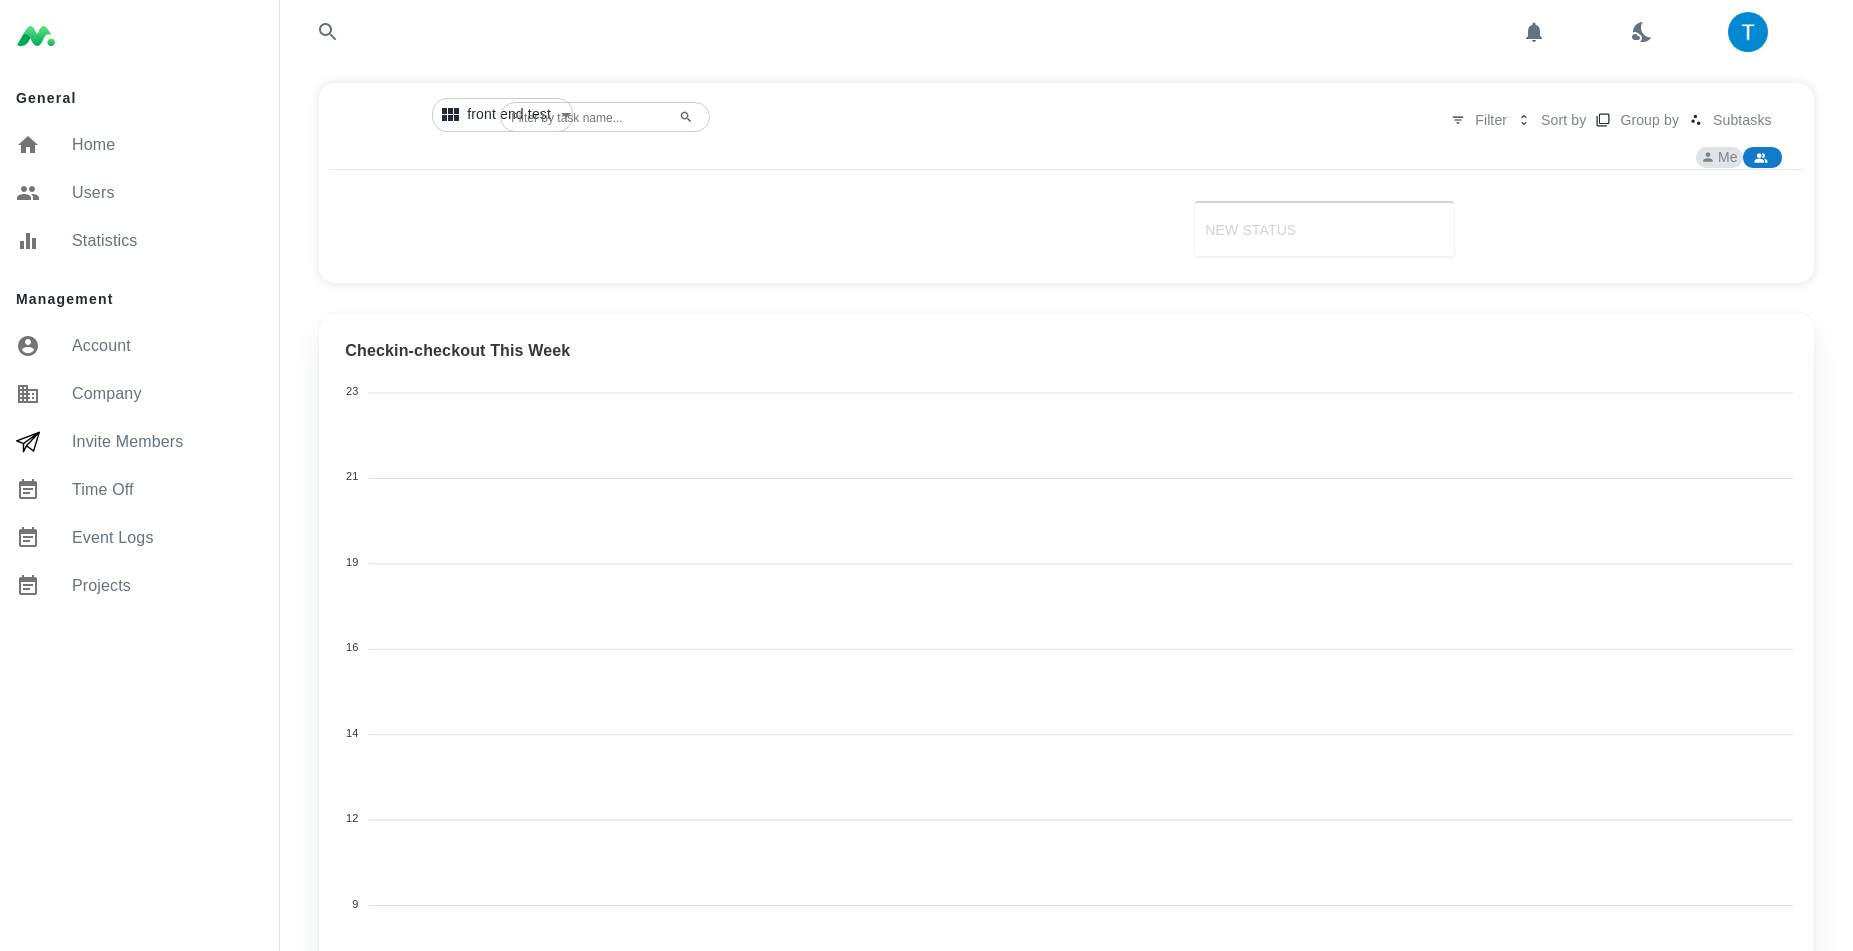 T
General
Home
Users
Statistics
Management
Account
Company
Invite Members
Time Off
Event Logs
Projects
front end test
Filter by task name...
Filter
Sort by
Group by
Subtasks
Me
NEW STATUS
Checkin-checkout This Week
23
21
19
16
14
12
9